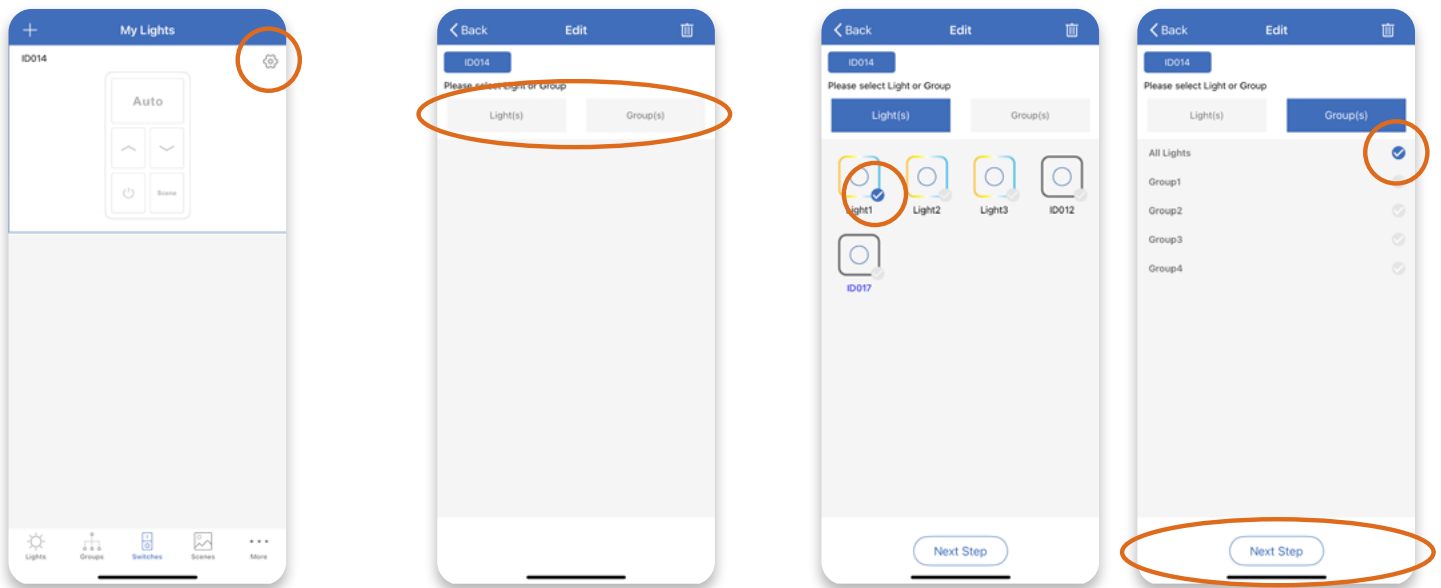 My Lights
ID014
Auto
Scene
Lights
Groups
Switches
Scenes
More
Back
Edit
ID014
Please select Light or Group
Light(s)
Group(s)
Back
Edit
ID014
Please select Light or Group
Light(s)
Group(s)
Light1
Light2
Light3
ID012
ID017
Next Step
Back
Edit
ID014
Please select Light or Group
Light(s)
Group(s)
All Lights
Group1
Group2
Group3
Group4
Next Step